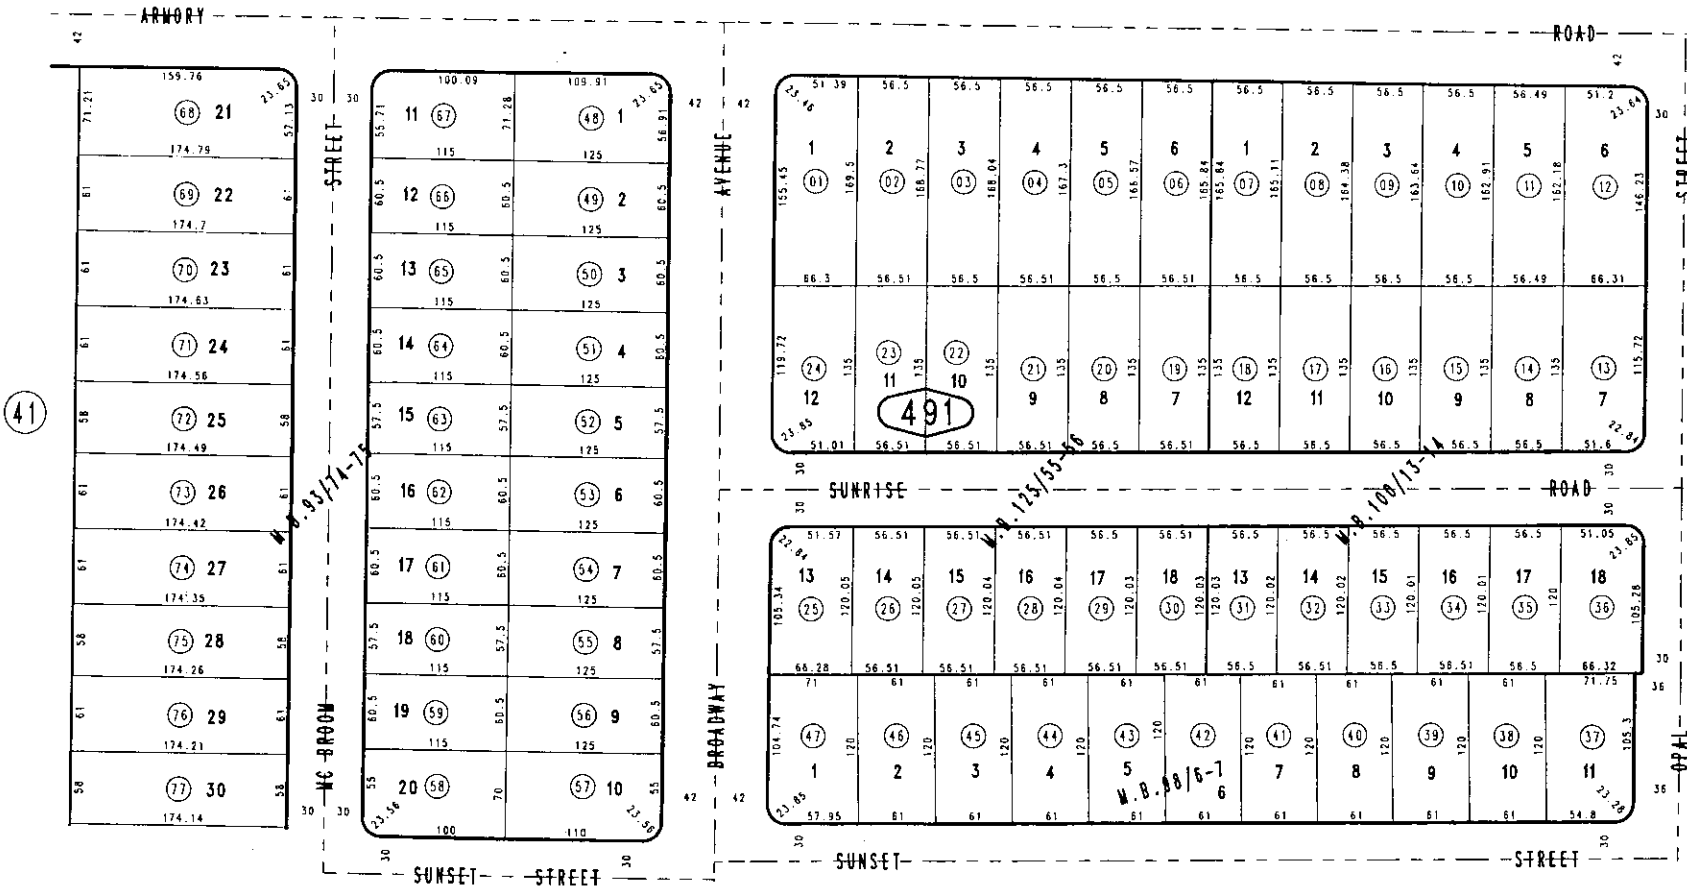 ARMORY ROAD
42 42
159.76 23.65 30 30 100.09 109.91 23.65 42 42 23.46 51.39 56.5 56.5 56.5 56.5 56.5 56.5 56.5 56.5 56.5 56.49 51.2 23.64 30
71.21 68 21 57.13 55.71 11 67 71.28 48 1 56.91
174.79 115 125
STREET AVENUE STREET
1 2 3 4 5 6 1 2 3 4 5 6
155.45 01 169.5 02 168.77 03 168.04 04 167.3 05 166.57 06 165.84 165.84 07 165.11 08 164.38 09 163.64 10 162.91 11 162.18 12 146.23
61 69 22 61 60.5 12 66 60.5 49 2 60.5
174.7 115 125
61 70 23 61 60.5 13 65 60.5 50 3 60.5
174.63 115 125
66.3 56.51 56.5 56.51 56.5 56.51 56.5 56.5 56.5 56.5 56.49 66.31
61 71 24 61 60.5 14 64 60.5 51 4 60.5
174.56 115 125
119.72 24 135 23 135 22 135 21 135 20 135 19 135 135 18 135 17 135 16 135 15 135 14 135 13 115.72
12 11 10 9 8 7 12 11 10 9 8 7
41
58 72 25 58 57.5 15 63 57.5 52 5 57.5
174.49 115 125
491
23.85 51.01 56.51 56.51 56.51 56.51 56.51 56.5 56.51 56.5 56.5 56.5 51.6 22.84
M.B.93/74-75
M.B.125/55-56
M.B.100/13-14
30 30
SUNRISE ROAD
30 30
61 73 26 61 60.5 16 62 60.5 53 6 60.5
174.42 115 125
22.84 51.57 56.51 56.51 56.51 56.51 56.51 56.5 56.51 56.5 56.5 56.5 51.05 23.85
61 74 27 61 60.5 17 61 60.5 54 7 60.5
174.35 115 125
13 14 15 16 17 18 13 14 15 16 17 18
105.34 25 120.05 26 120.05 27 120.04 28 120.04 29 120.03 30 120.03 120.03 31 120.02 32 120.02 33 120.01 34 120.01 35 120 36 105.28
58 75 28 58 57.5 18 60 57.5 55 8 57.5
174.26 115 125
66.28 56.51 56.51 56.51 56.51 56.51 56.5 56.51 56.5 56.51 56.5 66.32 30
71 61 61 61 61 61 61 61 61 61 71.75 36
61 76 29 61 60.5 19 59 60.5 56 9 60.5
174.21 115 125
MC BROOM BROADWAY OPAL
104.74 47 120 46 120 45 120 44 120 43 120 42 120 41 120 40 120 39 120 38 120 37 105.3
1 2 3 4 5 6 7 8 9 10 11
M.B.98/6-7
58 77 30 58 55 20 58 70 57 10 55
174.14 30 30 23.56 100 110 23.56 42 42 23.85 57.95 61 61 61 61 61 61 61 61 61 54.8 23.28 36
30 30 30 30
SUNSET STREET
SUNSET STREET